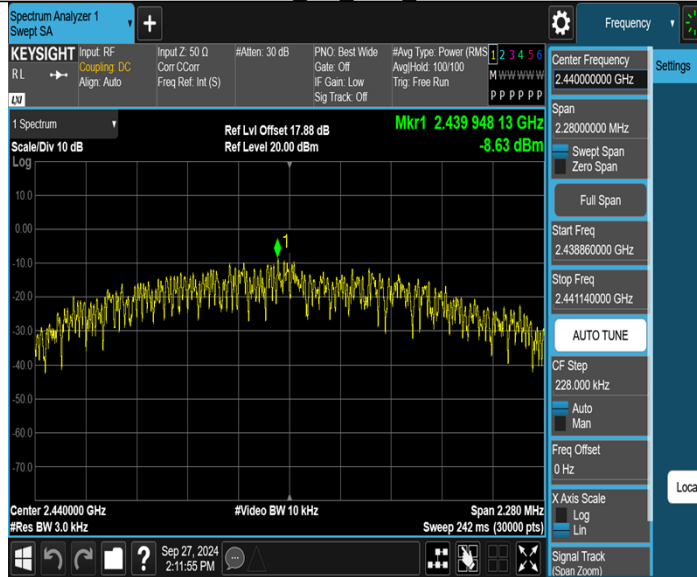 Spectrum Analyzer 1
Swept SA
+
Frequency
KEYSIGHT
RL
LXI
Input: RF
Coupling: DC
Align: Auto
Input Z: 50 Ω
Corr CCorr
Freq Ref: Int (S)
#Atten: 30 dB
PNO: Best Wide
Gate: Off
IF Gain: Low
Sig Track: Off
#Avg Type: Power (RMS
Avg|Hold: 100/100
Trig: Free Run
1 2 3 4 5 6
M W W W W W
P P P P P P
1 Spectrum
Scale/Div 10 dB
Log
Ref Lvl Offset 17.88 dB
Ref Level 20.00 dBm
Mkr1 2.439 948 13 GHz
-8.63 dBm
10.0
0.00
1
-10.0
-20.0
-30.0
-40.0
-50.0
-60.0
-70.0
Center 2.440000 GHz
#Res BW 3.0 kHz
#Video BW 10 kHz
Span 2.280 MHz
Sweep 242 ms (30000 pts)
Center Frequency
2.440000000 GHz
Settings
Span
2.28000000 MHz
Swept Span
Zero Span
Full Span
Start Freq
2.438860000 GHz
Stop Freq
2.441140000 GHz
AUTO TUNE
CF Step
228.000 kHz
Auto
Man
Freq Offset
0 Hz
Loca
X Axis Scale
Log
Lin
Signal Track
(Span Zoom)
?
Sep 27, 2024
2:11:55 PM